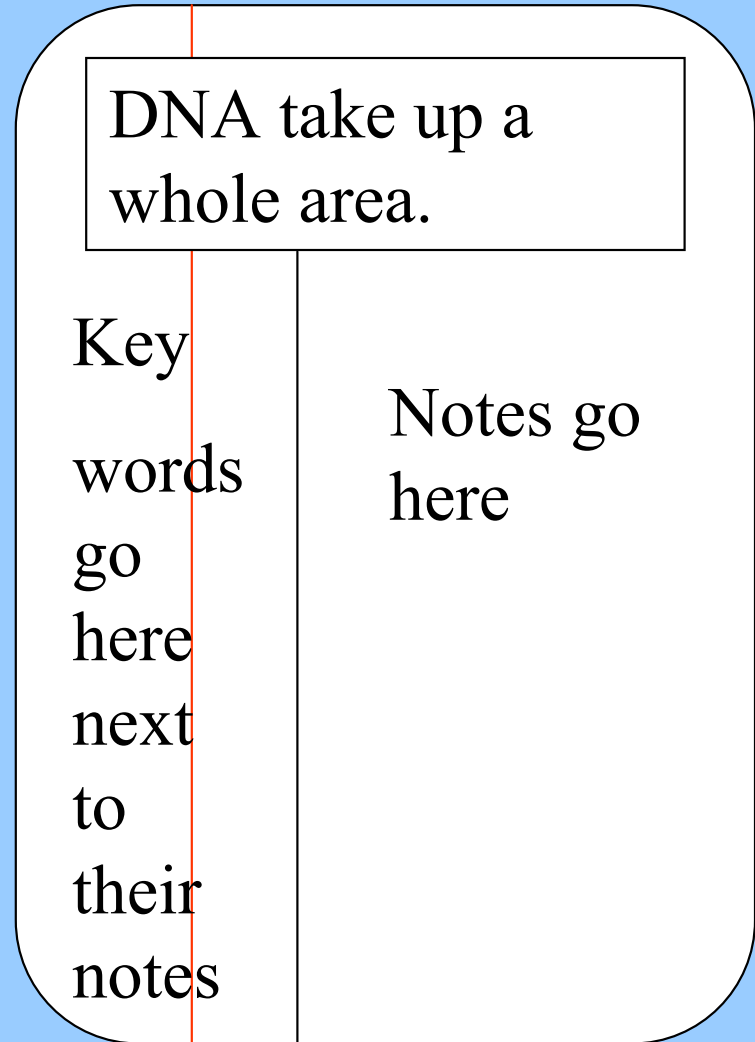 DNA take up a
whole area.
Key
words
go
here
next
to
their
notes
Notes go
here